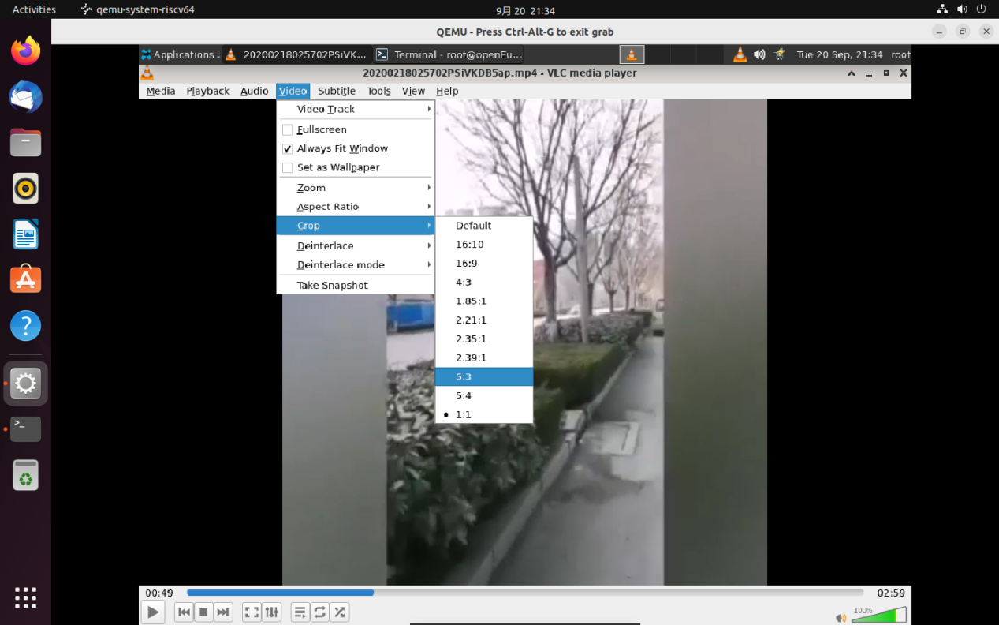 Activities qemu-system-riscv64 9月 20 21:34
QEMU - Press Ctrl-Alt-G to exit grab
Applications 20200218025702PSiVK... Terminal - root@openEu... Tue 20 Sep, 21:34 root
20200218025702PSiVKDB5ap.mp4 - VLC media player
Media Playback Audio Video Subtitle Tools View Help
Video Track
Fullscreen
Always Fit Window
Set as Wallpaper
Zoom
Aspect Ratio
Crop
Deinterlace
Deinterlace mode
Take Snapshot
Default
16:10
16:9
4:3
1.85:1
2.21:1
2.35:1
2.39:1
5:3
5:4
1:1
00:49 02:59
100%